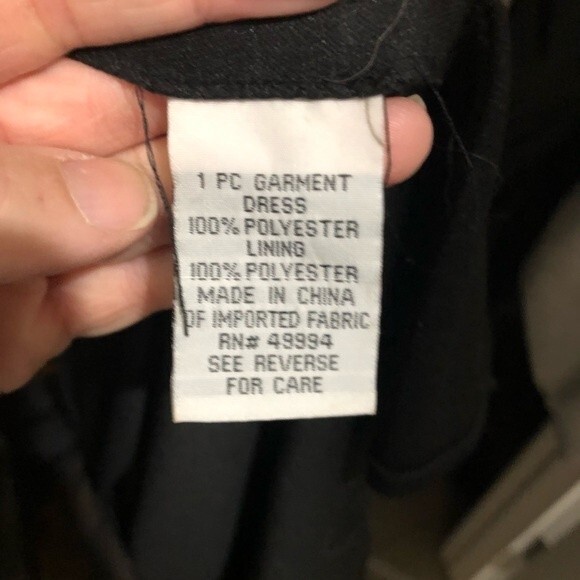 1 PC GARMENT
DRESS
100% POLYESTER
LINING
100% POLYESTER
MADE IN CHINA
OF IMPORTED FABRIC
RN# 49994
SEE REVERSE
FOR CARE